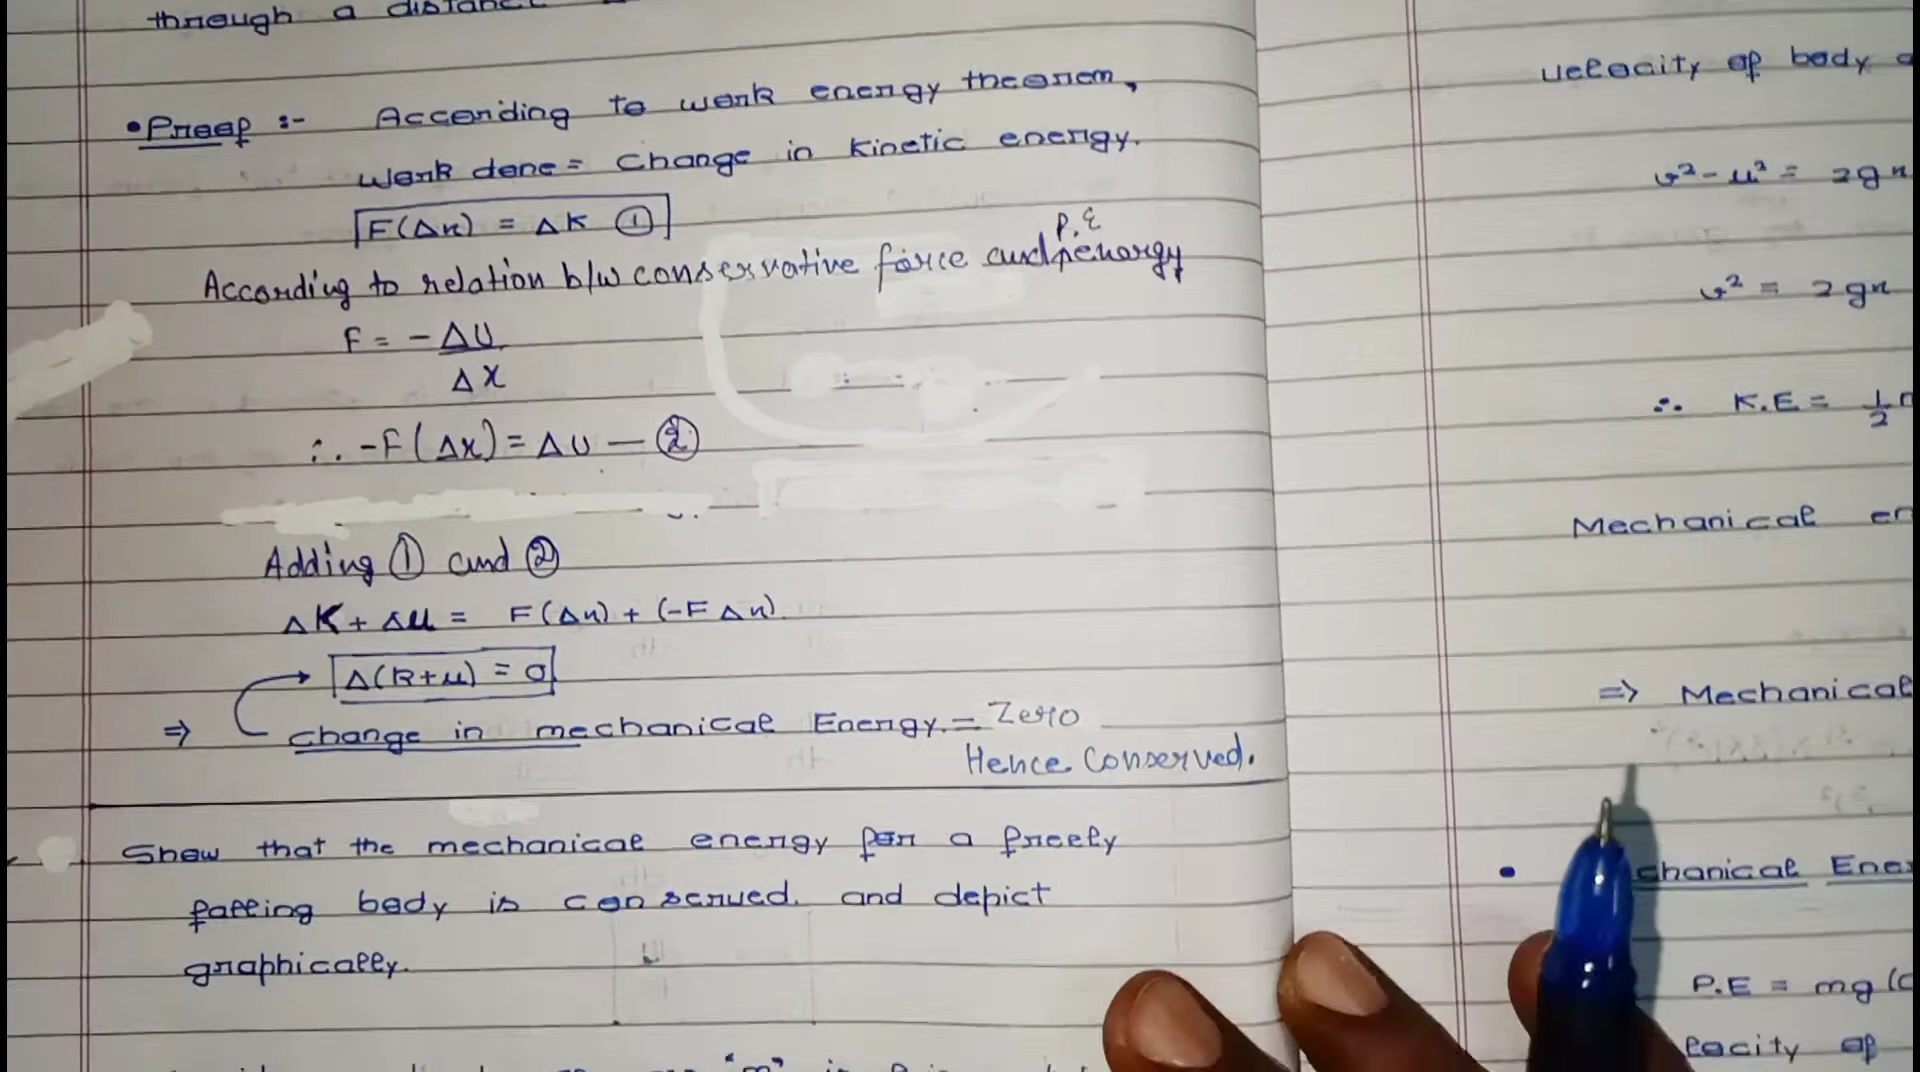 through a distance
• Proof :- According to work energy theorem,
Work done = Change in Kinetic energy.
F(Δx) = ΔK ①
P.E
According to relation b/w conservative force and energy
F = - ΔU
ΔX
∴ -F(Δx) = ΔU — ②
Adding ① and ②
ΔK + Δu = F(Δx) + (-FΔx)
Δ(K+u) = 0
⇒ change in mechanical Energy. = Zero
Hence Conserved.
Show that the mechanical energy for a freely
falling body is conserved. and depict
graphically.
"m"
velocity of body
v² - u² = 2gx
v² = 2gx
∴ K.E = 1/2
Mechanical en
⇒ Mechanical
• chanical Ener
P.E = mg(
locity of